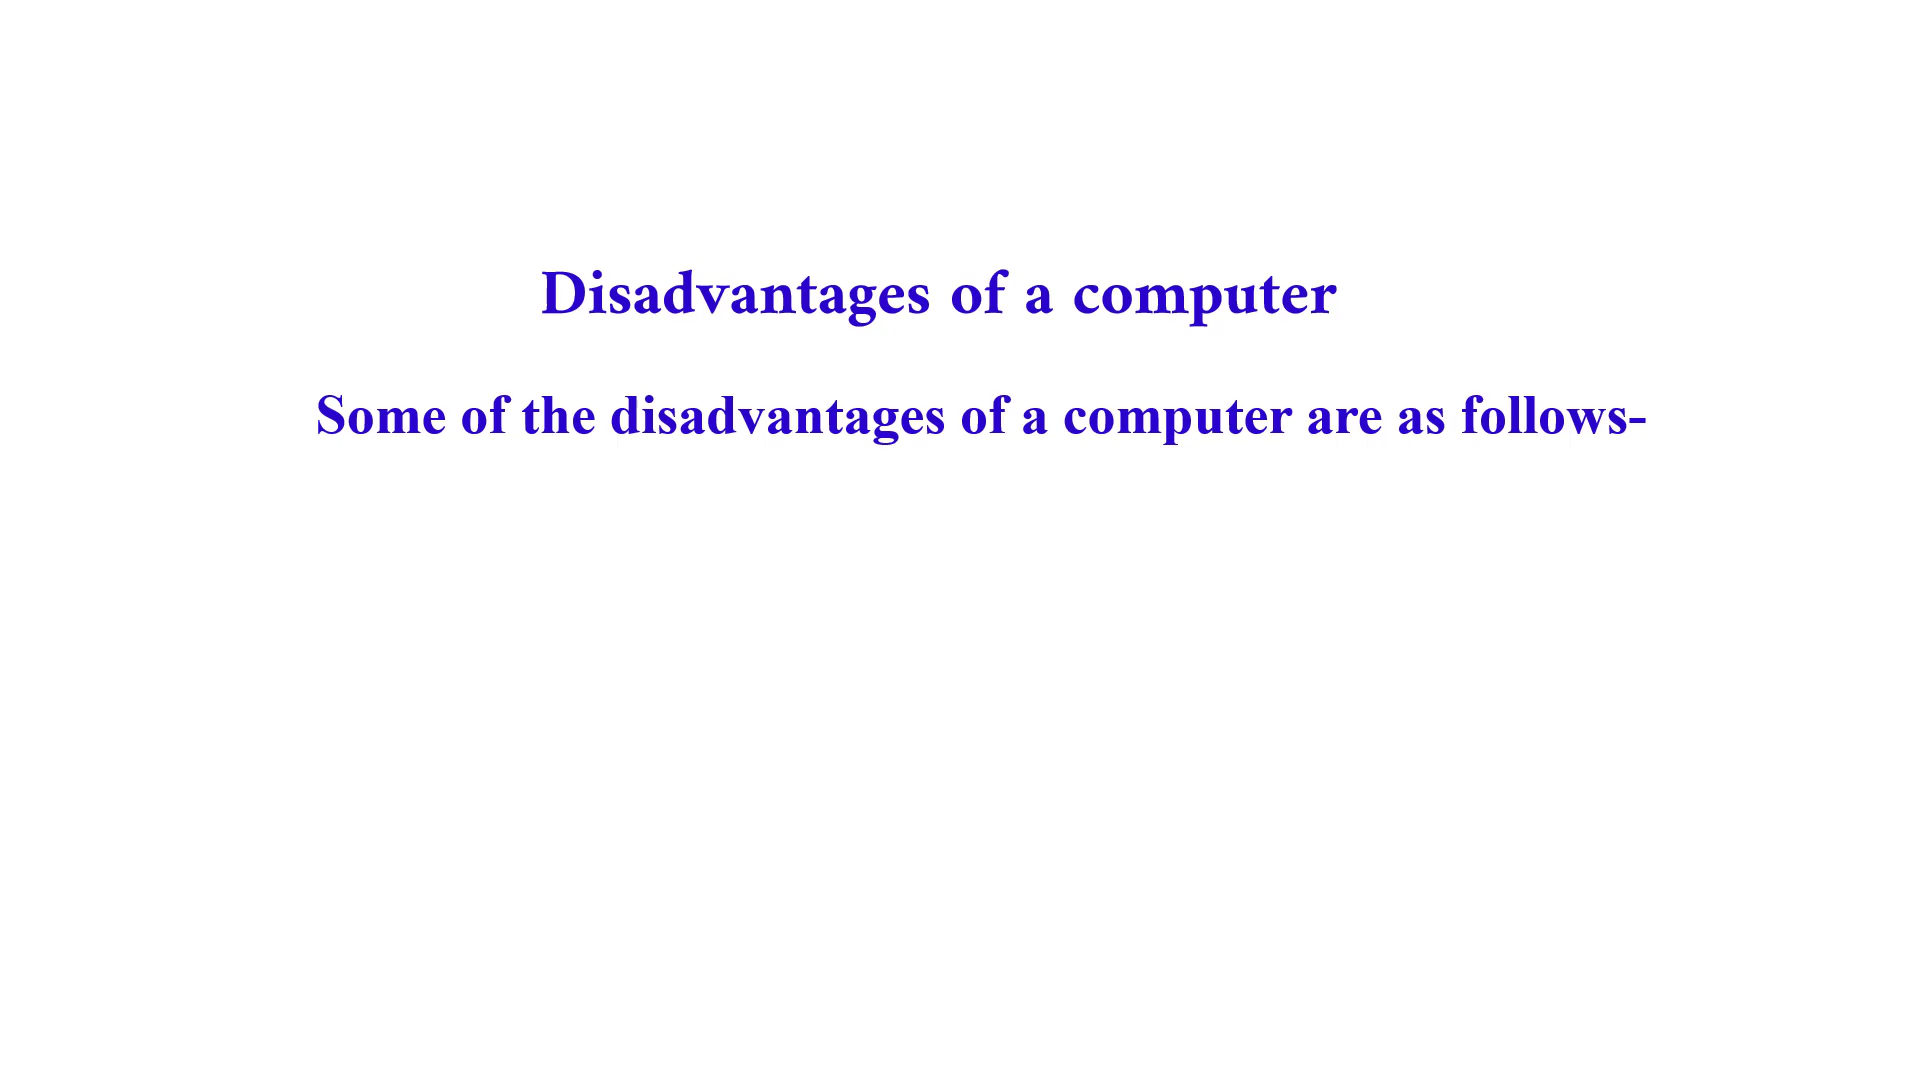 Disadvantages of a computer
Some of the disadvantages of a computer are as follows-